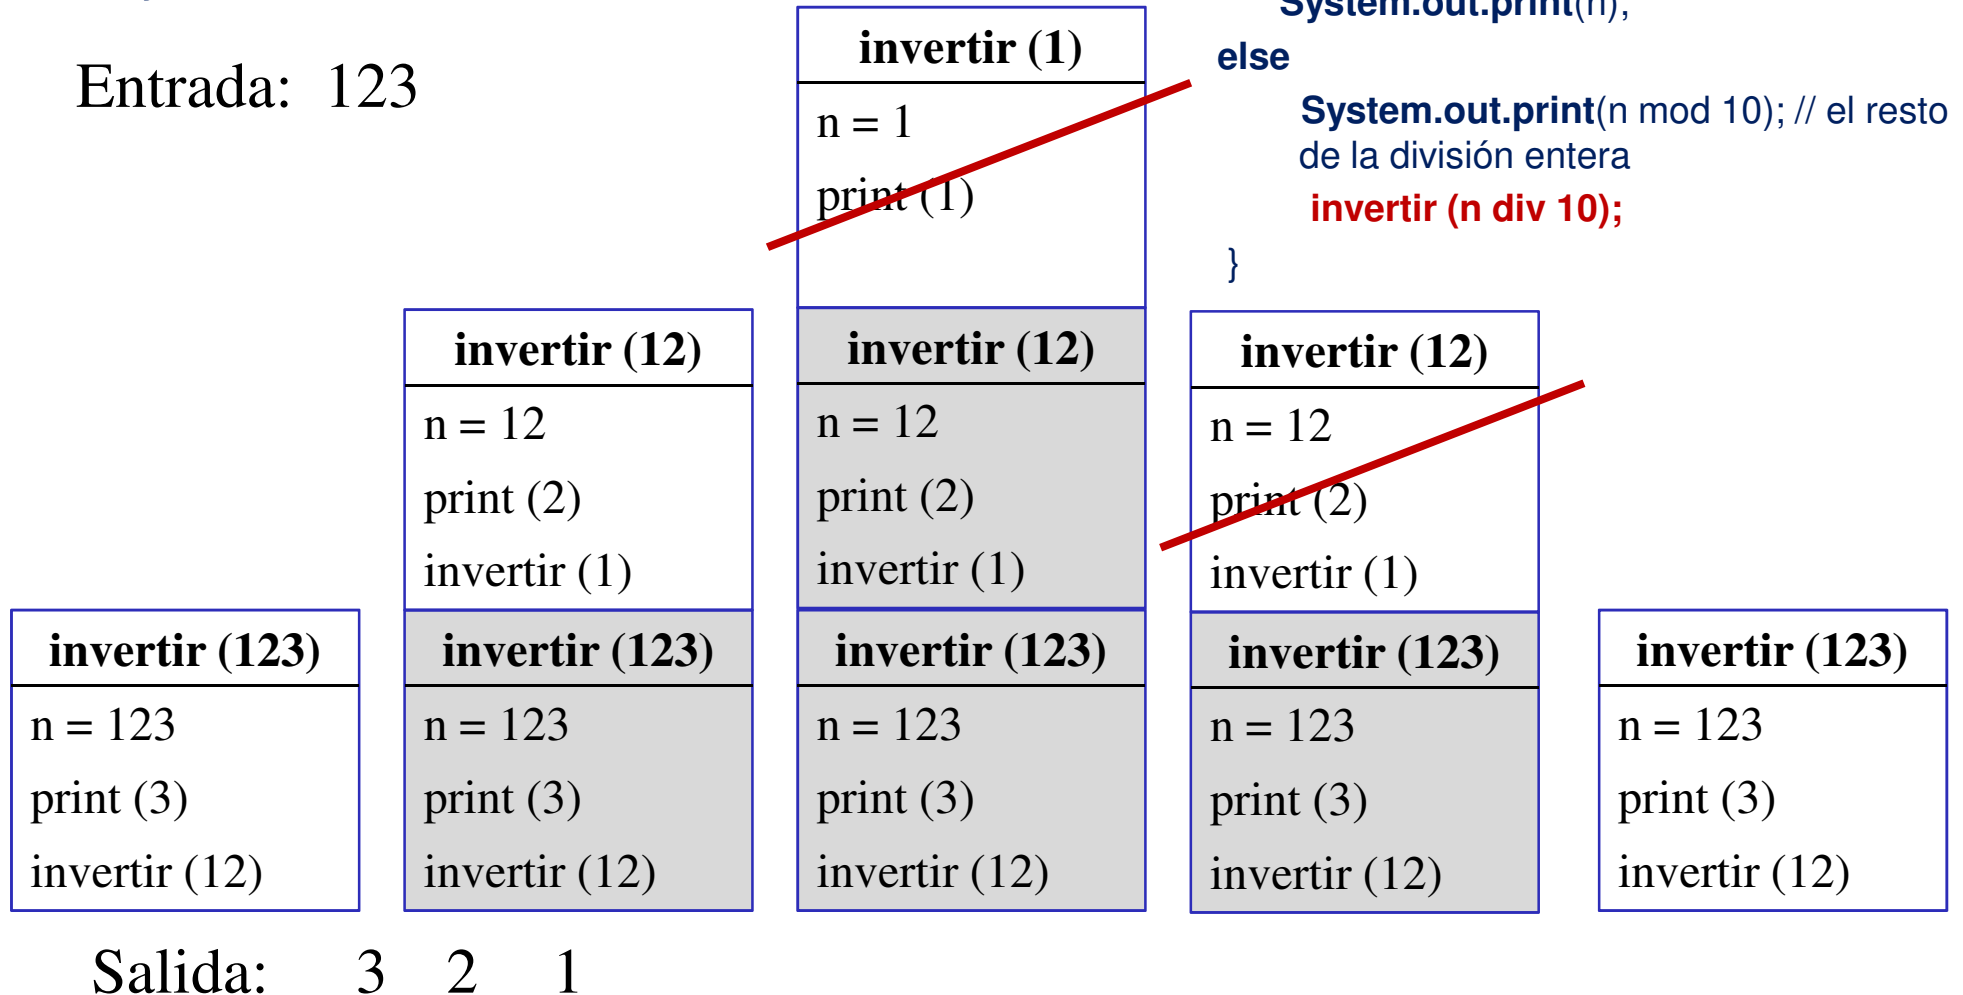 System.out.print(n);
else
System.out.print(n mod 10); // el resto
de la división entera
invertir (n div 10);
}
Entrada: 123
invertir (1)
n = 1
print (1)
invertir (12)
n = 12
print (2)
invertir (1)
invertir (12)
n = 12
print (2)
invertir (1)
invertir (12)
n = 12
print (2)
invertir (1)
invertir (123)
n = 123
print (3)
invertir (12)
invertir (123)
n = 123
print (3)
invertir (12)
invertir (123)
n = 123
print (3)
invertir (12)
invertir (123)
n = 123
print (3)
invertir (12)
invertir (123)
n = 123
print (3)
invertir (12)
Salida: 3 2 1